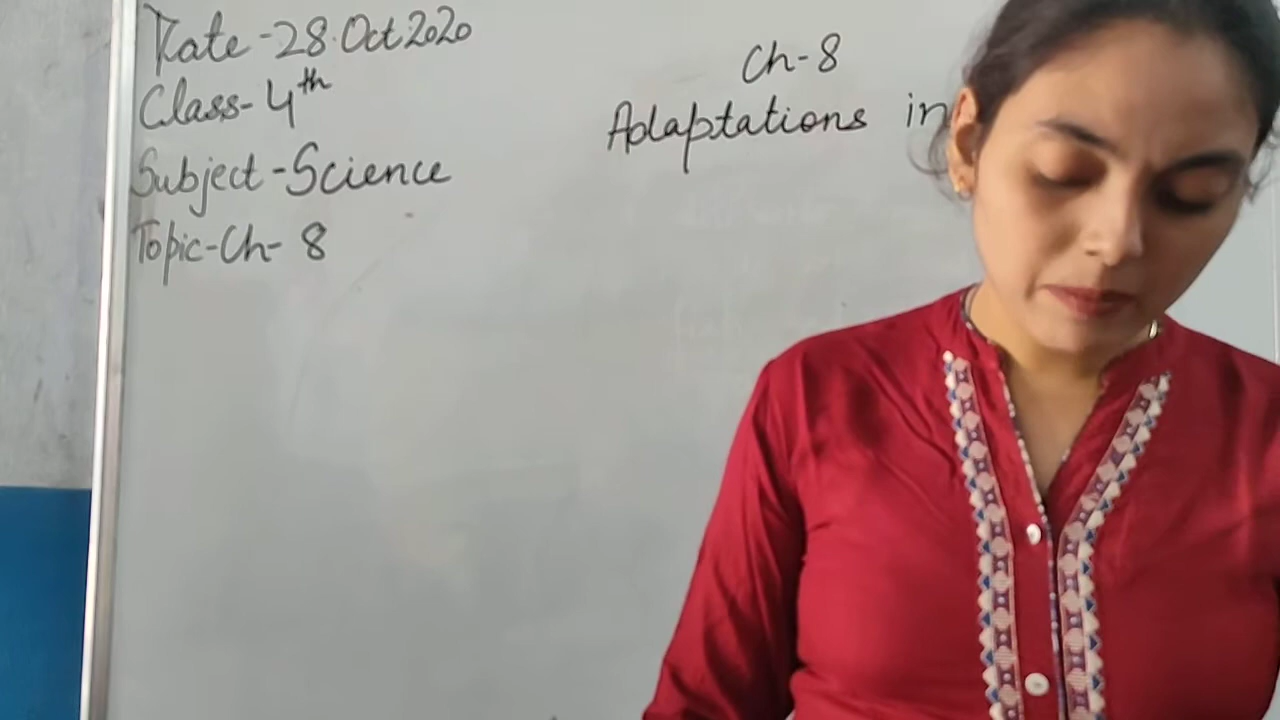 Date - 28 Oct 2020
Class - 4th
Subject - Science
Topic - Ch - 8
Ch - 8
Adaptations in